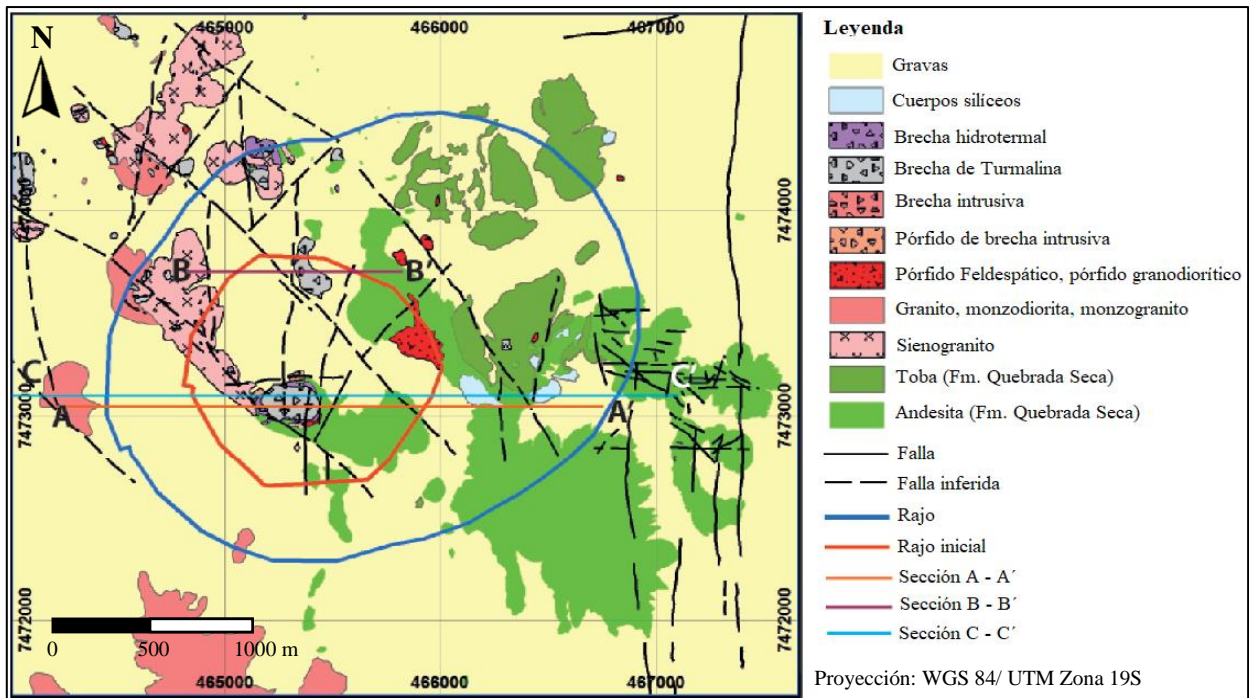 465000 466000 467000
N
7474000 7474000
B B´
C C´
7473000 7473000
A A´
7472000 7472000
0 500 1000 m
465000 466000 467000
Leyenda
Gravas
Cuerpos silíceos
Brecha hidrotermal
Brecha de Turmalina
Brecha intrusiva
Pórfido de brecha intrusiva
Pórfido Feldespático, pórfido granodiorítico
Granito, monzodiorita, monzogranito
Sienogranito
Toba (Fm. Quebrada Seca)
Andesita (Fm. Quebrada Seca)
Falla
Falla inferida
Rajo
Rajo inicial
Sección A - A´
Sección B - B´
Sección C - C´
Proyección: WGS 84/ UTM Zona 19S